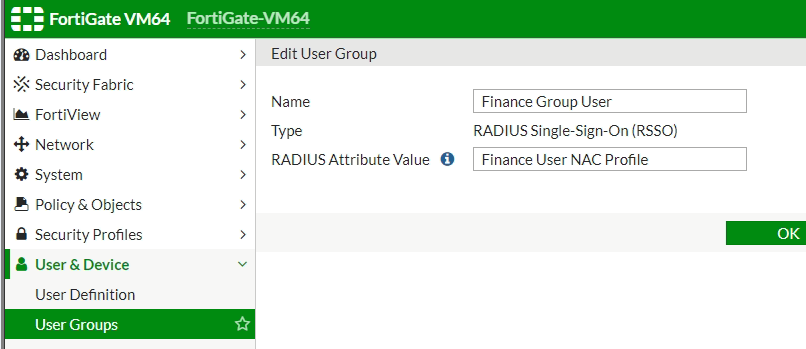 FortiGate VM64 FortiGate-VM64
Dashboard
Security Fabric
FortiView
Network
System
Policy & Objects
Security Profiles
User & Device
User Definition
User Groups
Edit User Group
Name Finance Group User
Type RADIUS Single-Sign-On (RSSO)
RADIUS Attribute Value Finance User NAC Profile
OK